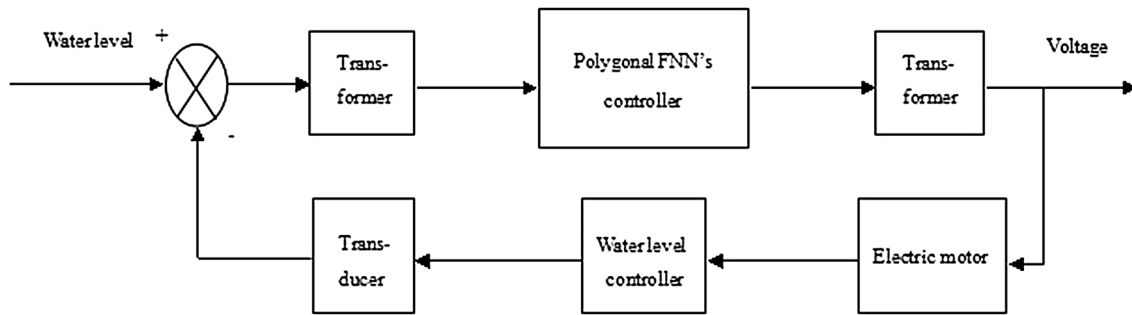 Water level
+
-
Trans-
former
Polygonal FNN's
controller
Trans-
former
Voltage
Trans-
ducer
Water level
controller
Electric motor